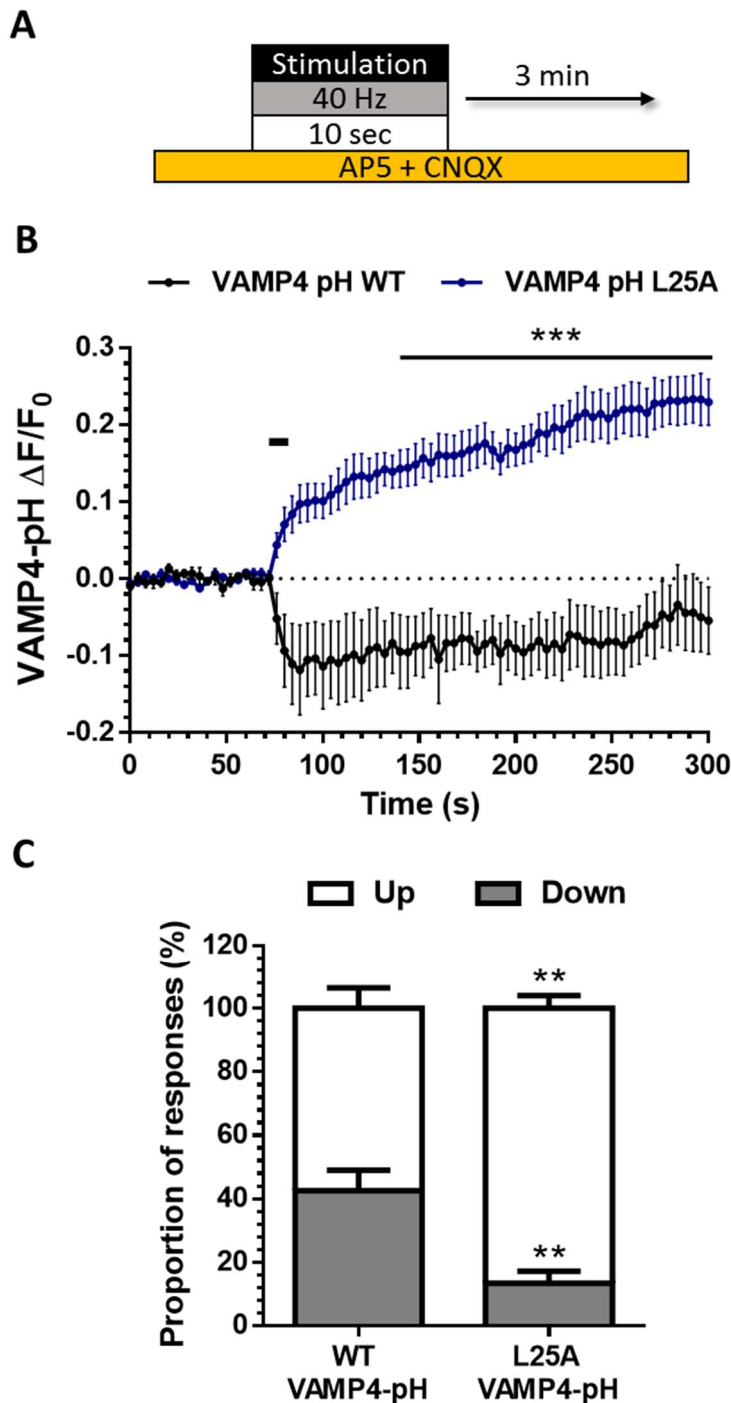 A
Stimulation
40 Hz
10 sec
3 min
AP5 + CNQX
B
VAMP4 pH WT
VAMP4 pH L25A
***
VAMP4-pH ΔF/F0
0.3
0.2
0.1
0.0
-0.1
-0.2
0 50 100 150 200 250 300
Time (s)
C
Up Down
Proportion of responses (%)
120
100
80
60
40
20
0
**
**
WT
VAMP4-pH
L25A
VAMP4-pH